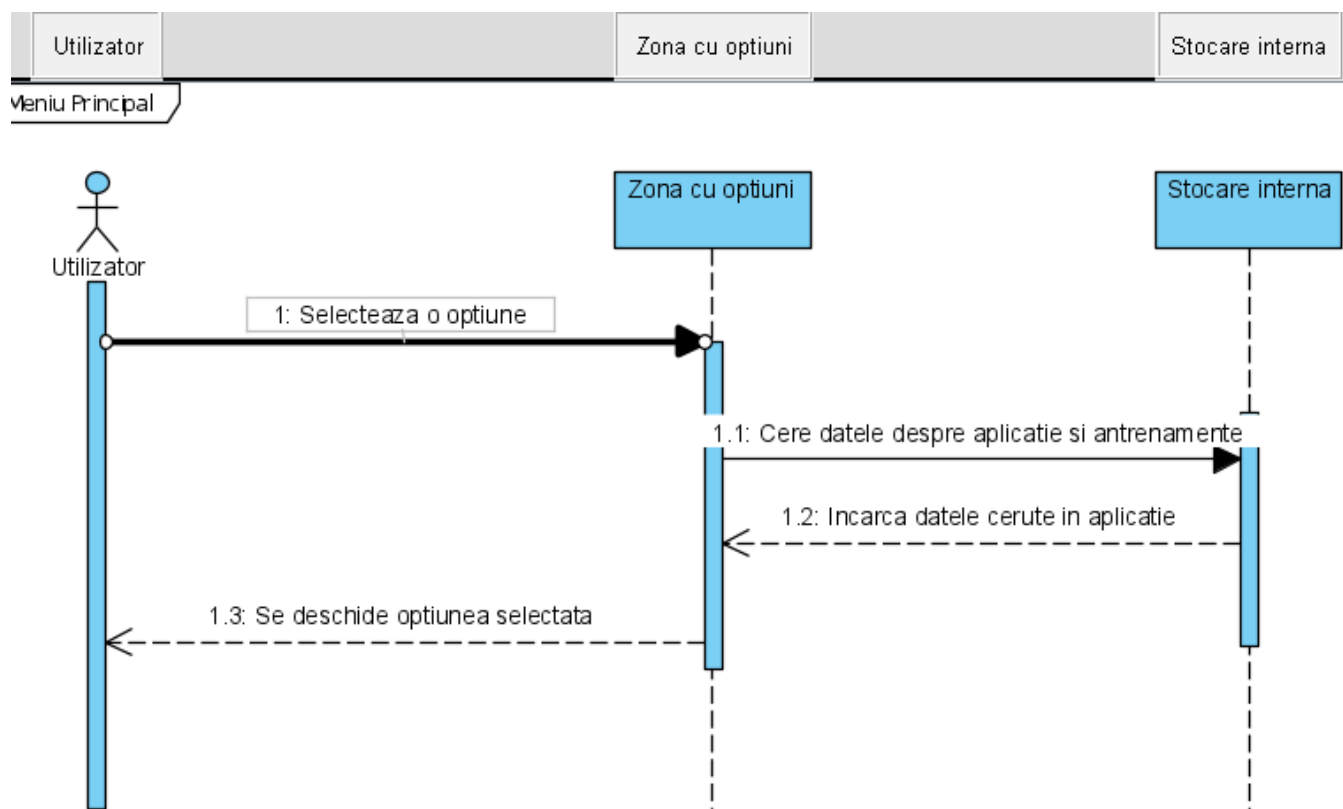 Utilizator
Zona cu optiuni
Stocare interna
Meniu Principal
Zona cu optiuni
Stocare interna
Utilizator
1: Selecteaza o optiune
1.1: Cere datele despre aplicatie si antrenamente
1.2: Incarca datele cerute in aplicatie
1.3: Se deschide optiunea selectata